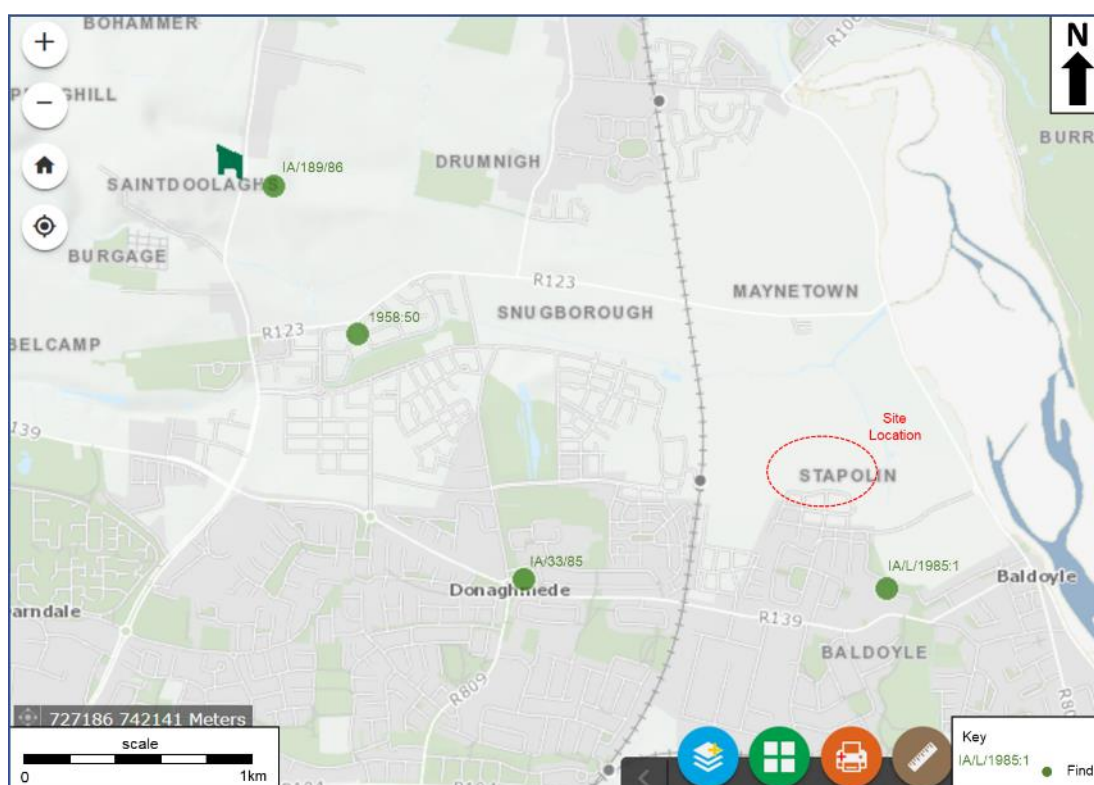 BOHAMMER
N
BURR
DRUMNIGH
IA/189/86
SAINTDOOLAGHS
BURGAGE
R123
MAYNETOWN
SNUGBOROUGH
1958:50
R123
BELCAMP
139
Site
Location
STAPOLIN
IA/33/85
IA/L/1985:1
Donaghmede
Baldoyle
arndale
R139
BALDOYLE
R809
727186 742141 Meters
scale
0
1km
Key
IA/L/1985:1
Find